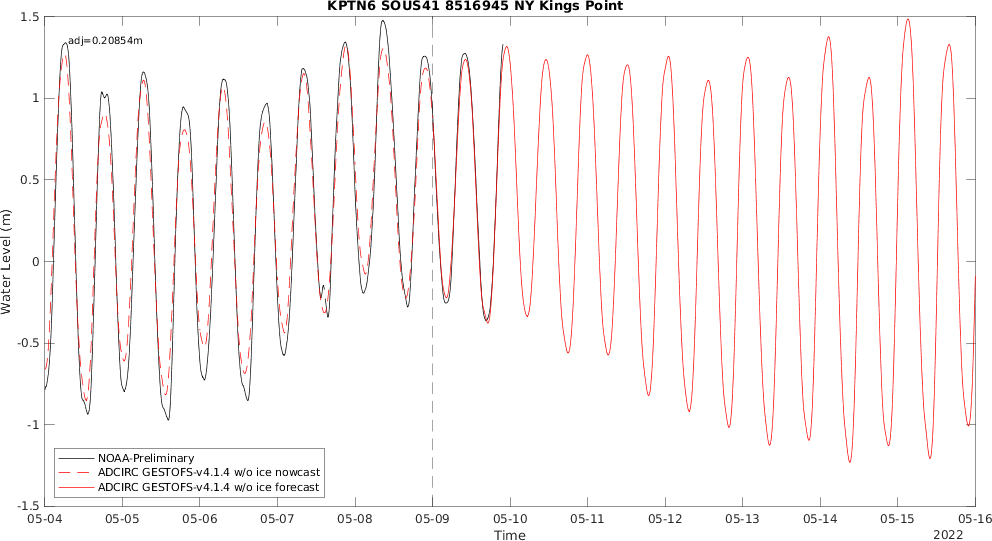 KPTN6 SOUS41 8516945 NY Kings Point
adj=0.20854m
1.5
1
0.5
0
-0.5
-1
-1.5
Water Level (m)
NOAA-Preliminary
ADCIRC GESTOFS-v4.1.4 w/o ice nowcast
ADCIRC GESTOFS-v4.1.4 w/o ice forecast
05-04 05-05 05-06 05-07 05-08 05-09 05-10 05-11 05-12 05-13 05-14 05-15 05-16
Time
2022